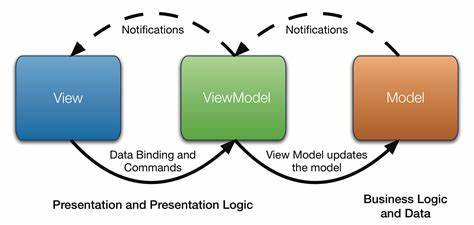 Notifications
Notifications
View
ViewModel
Model
Data Binding and
Commands
View Model updates
the model
Presentation and Presentation Logic
Business Logic
and Data